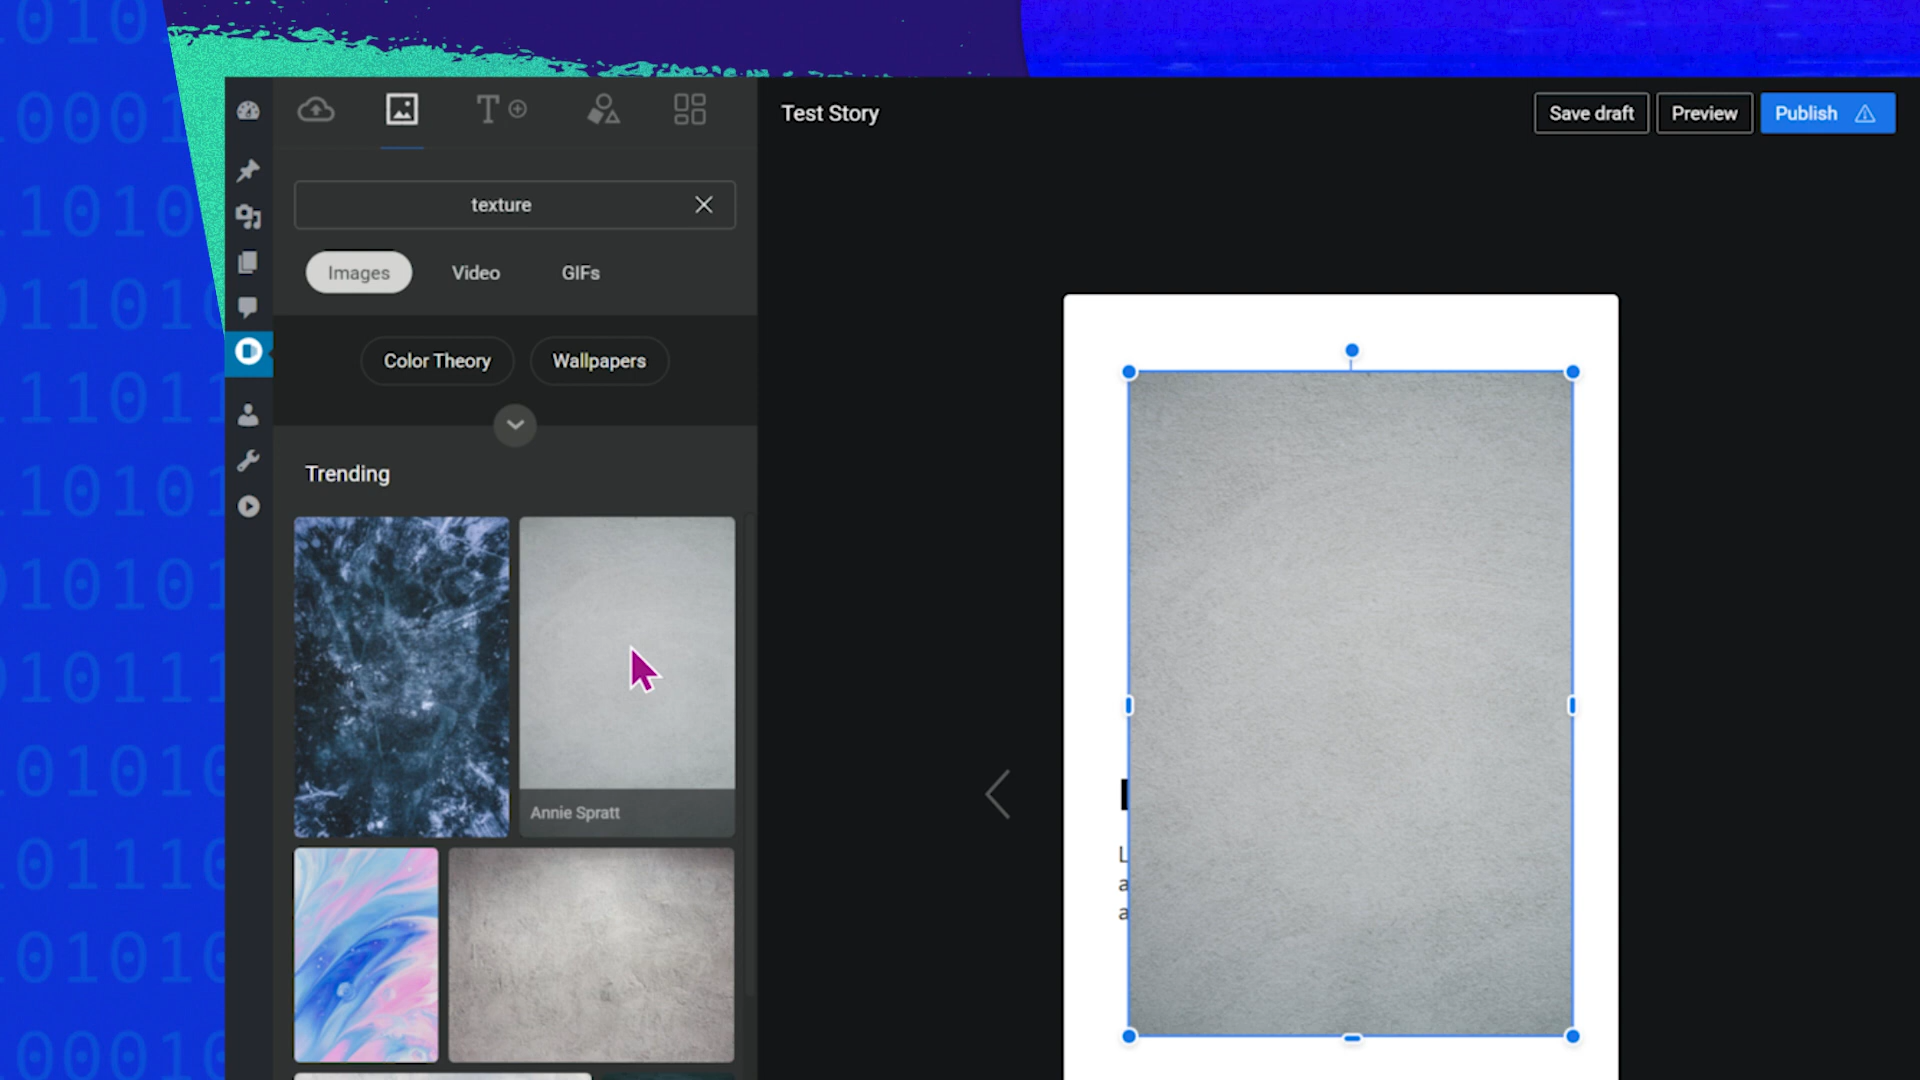 Test Story
Save draft
Preview
Publish
texture
Images
Video
GIFs
Color Theory
Wallpapers
Trending
Annie Spratt
L
a
a